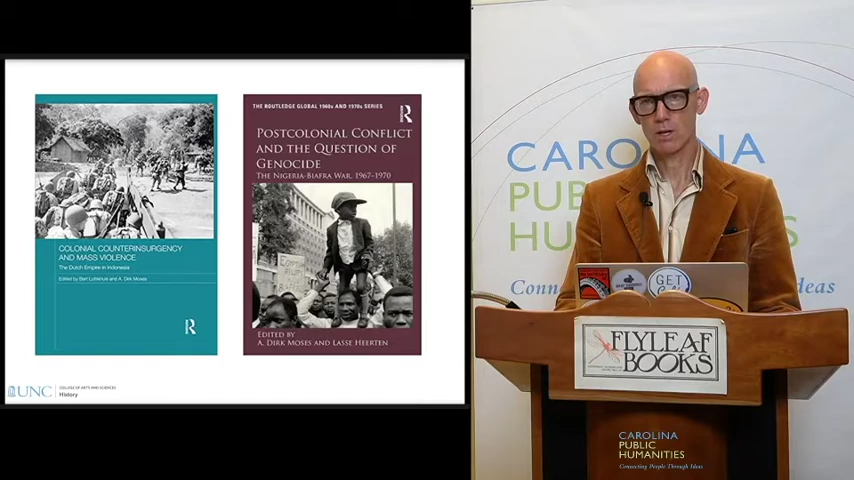 COLONIAL COUNTERINSURGENCY
AND MASS VIOLENCE
The Dutch Empire in Indonesia
Edited by Bart Luttikhuis and A. Dirk Moses
R
THE ROUTLEDGE GLOBAL 1960s AND 1970s SERIES
R
POSTCOLONIAL CONFLICT
AND THE QUESTION OF
GENOCIDE
THE NIGERIA-BIAFRA WAR, 1967–1970
EDITED BY
A. DIRK MOSES AND LASSE HEERTEN
UNC
COLLEGE OF ARTS AND SCIENCES
History
CAROLINA
PUBLIC
HUMANITIES
GET
FLYLEAF
BOOKS
CAROLINA
PUBLIC
HUMANITIES
Connecting People Through Ideas